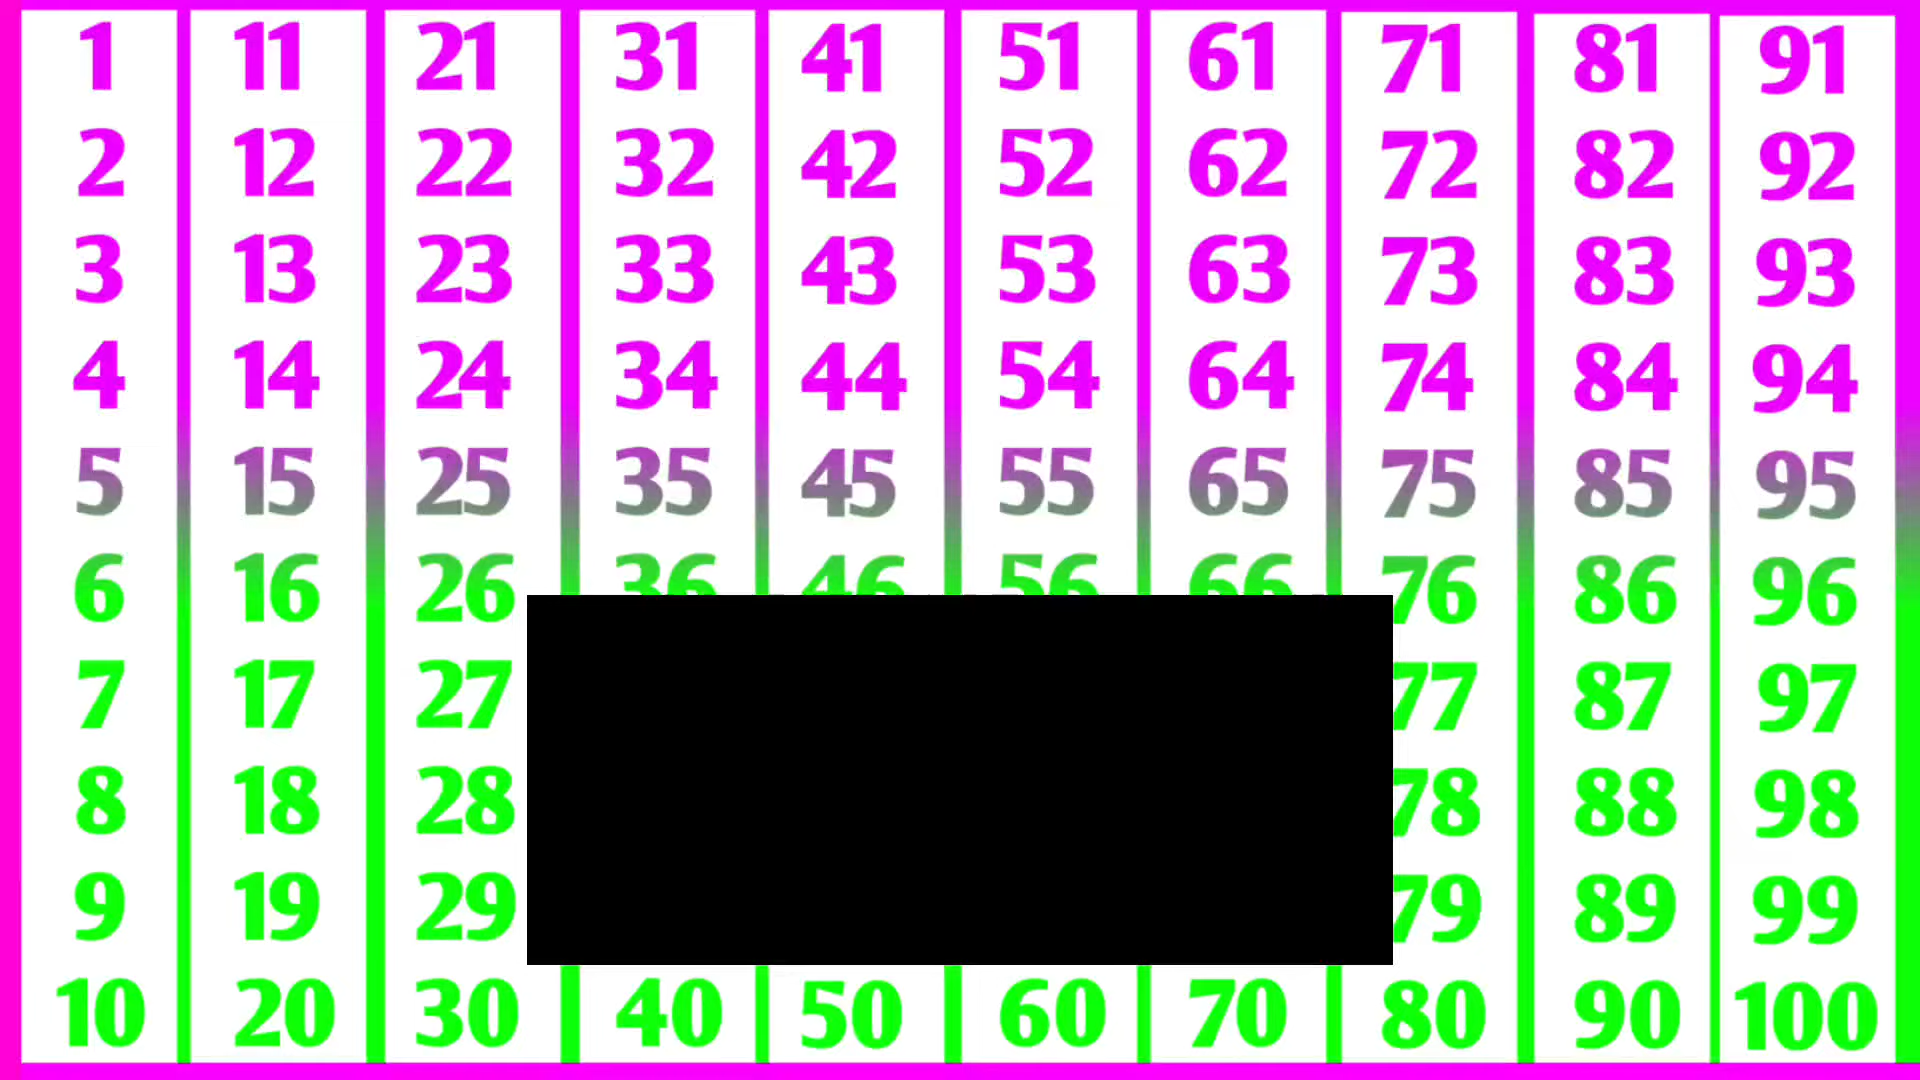 1 11 21 31 41 51 61 71 81 91
2 12 22 32 42 52 62 72 82 92
3 13 23 33 43 53 63 73 83 93
4 14 24 34 44 54 64 74 84 94
5 15 25 35 45 55 65 75 85 95
6 16 26 36 46 56 66 76 86 96
7 17 27 77 87 97
8 18 28 78 88 98
9 19 29 79 89 99
10 20 30 40 50 60 70 80 90 100